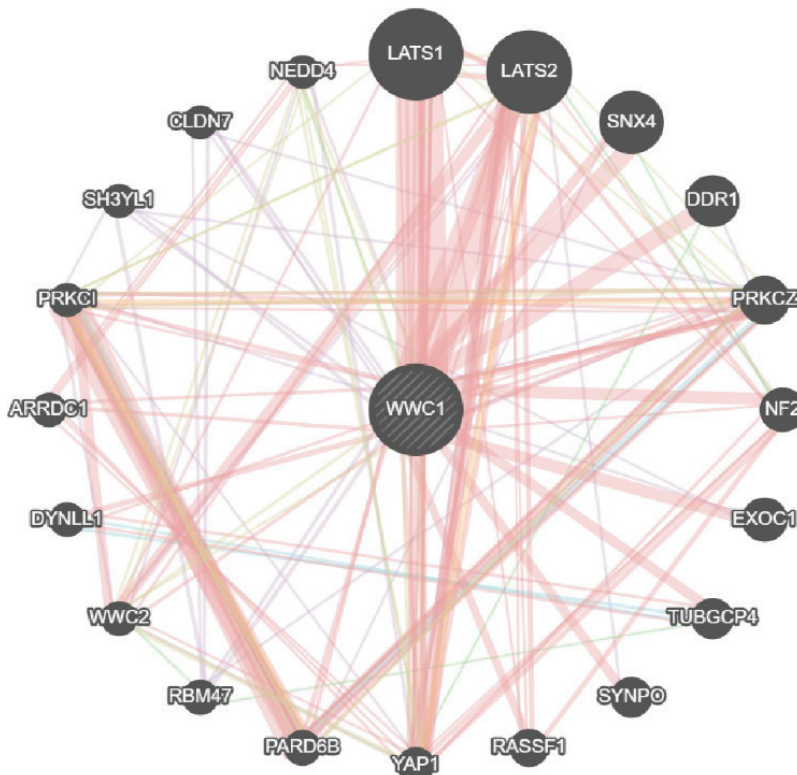 LATS1
LATS2
NEDD4
SNX4
CLDN7
DDR1
SH3YL1
PRKCI
PRKCZ
WWC1
ARRDC1
NF2
DYNLL1
EXOC1
WWC2
TUBGCP4
RBM47
SYNPO
PARD6B
RASSF1
YAP1